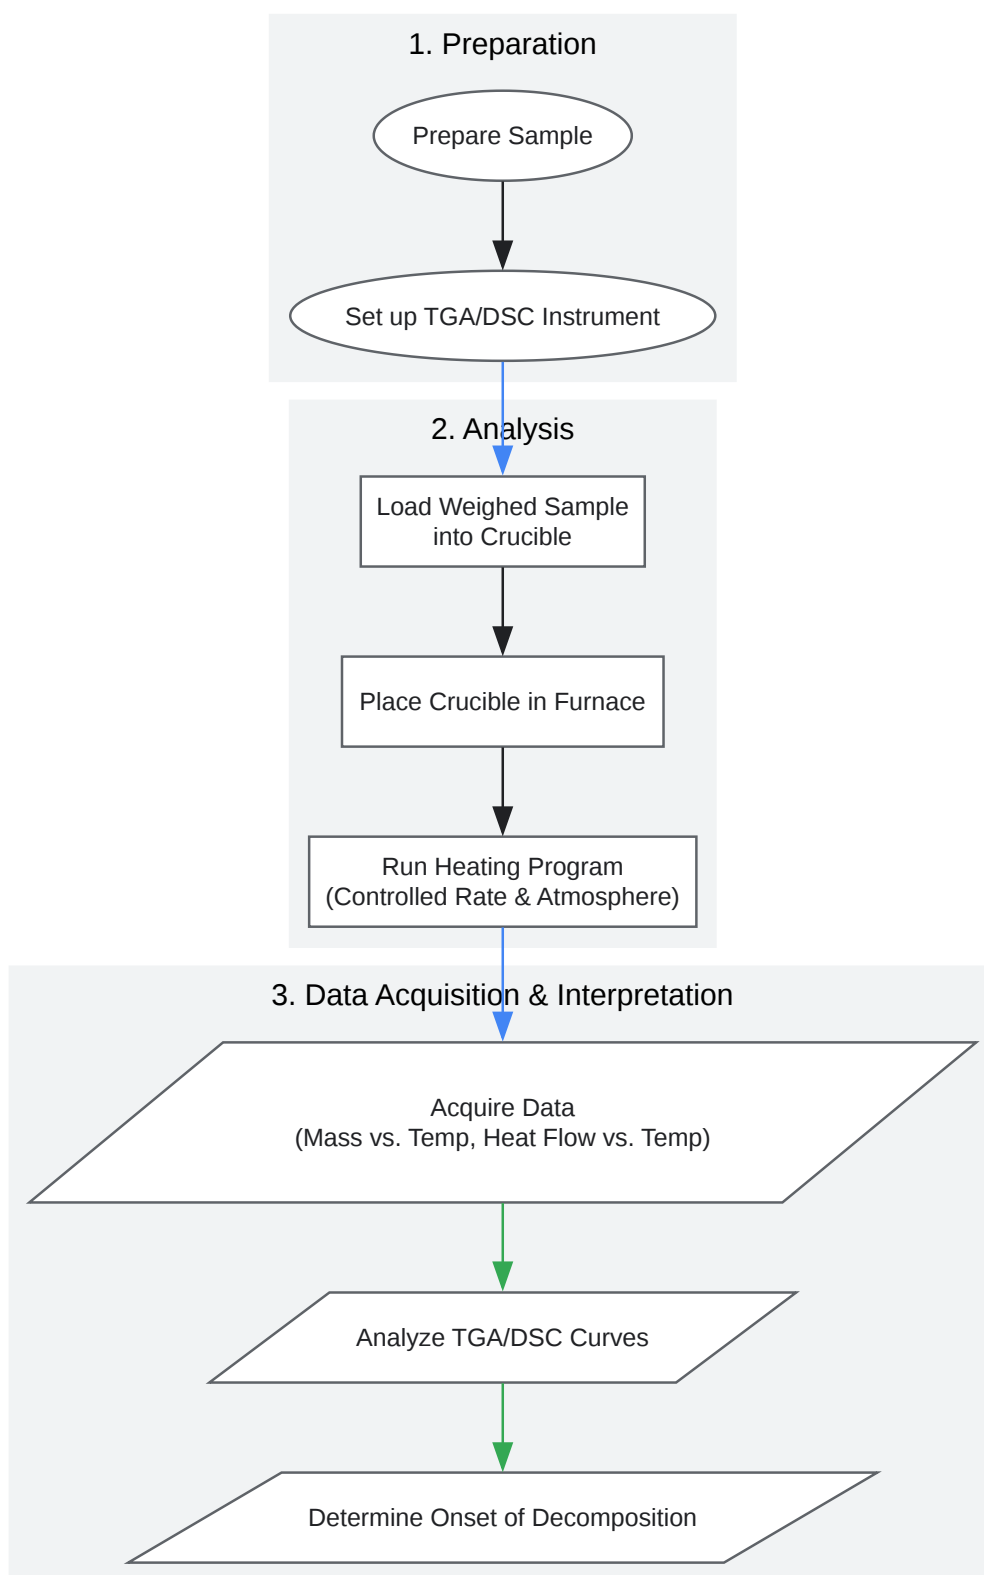 1. Preparation
Prepare Sample
Set up TGA/DSC Instrument
2. Analysis
Load Weighed Sample
into Crucible
Place Crucible in Furnace
Run Heating Program
(Controlled Rate & Atmosphere)
3. Data Acquisition & Interpretation
Acquire Data
(Mass vs. Temp, Heat Flow vs. Temp)
Analyze TGA/DSC Curves
Determine Onset of Decomposition